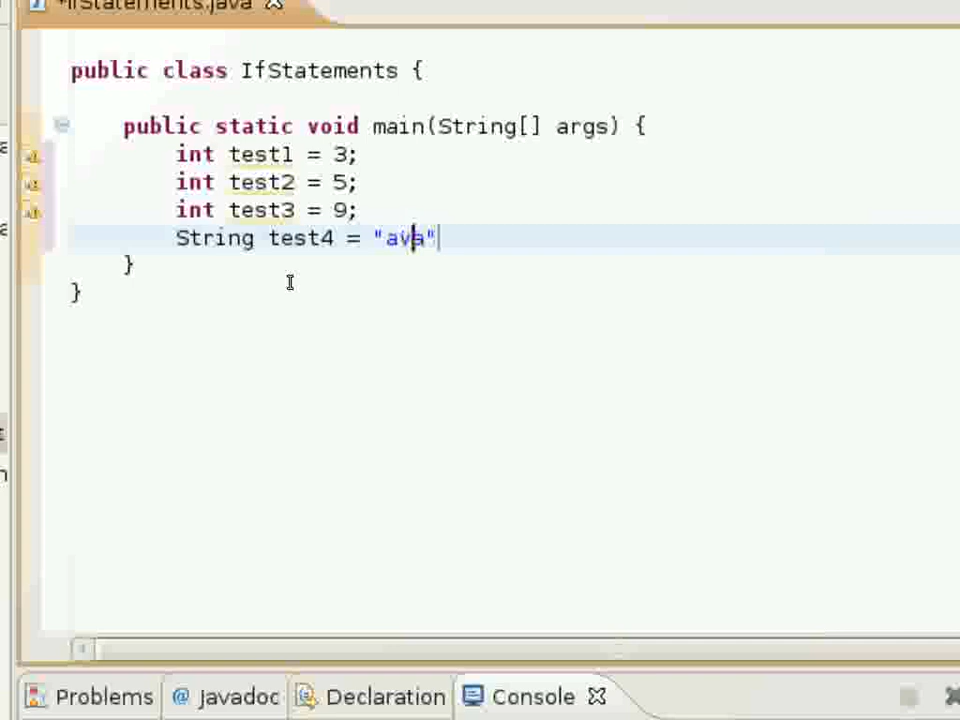 *IfStatements.java
public class IfStatements {
public static void main(String[] args) {
int test1 = 3;
int test2 = 5;
int test3 = 9;
String test4 = "ava"
}
}
Problems @ Javadoc Declaration Console